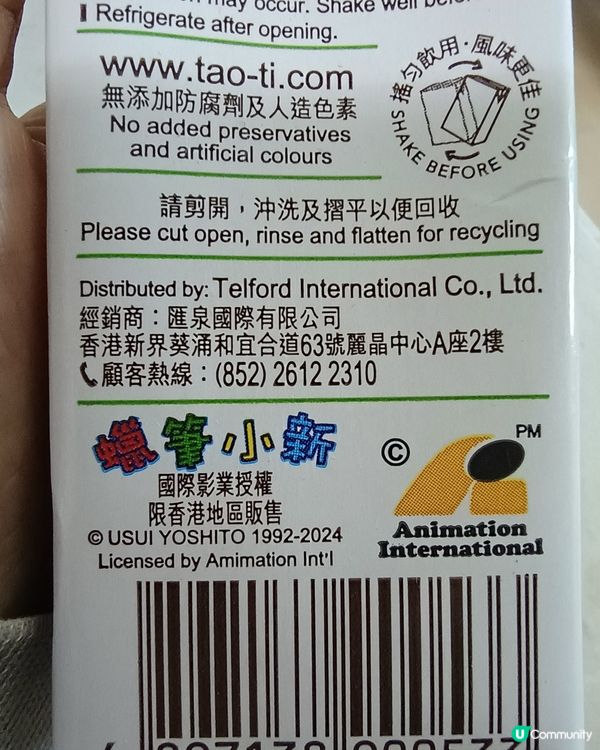 may occur. Shake well
Refrigerate after opening.
www.tao-ti.com
無添加防腐劑及人造色素
No added preservatives
and artificial colours
搖勻飲用·風味更佳
SHAKE BEFORE USING
請剪開，沖洗及摺平以便回收
Please cut open, rinse and flatten for recycling
Distributed by: Telford International Co., Ltd.
經銷商：匯泉國際有限公司
香港新界葵涌和宜合道63號麗晶中心A座2樓
顧客熱線：(852) 2612 2310
蠟筆小新
國際影業授權
限香港地區販售
© USUI YOSHITO 1992-2024
Licensed by Amimation Int'l
© PM
Animation
International
U Community